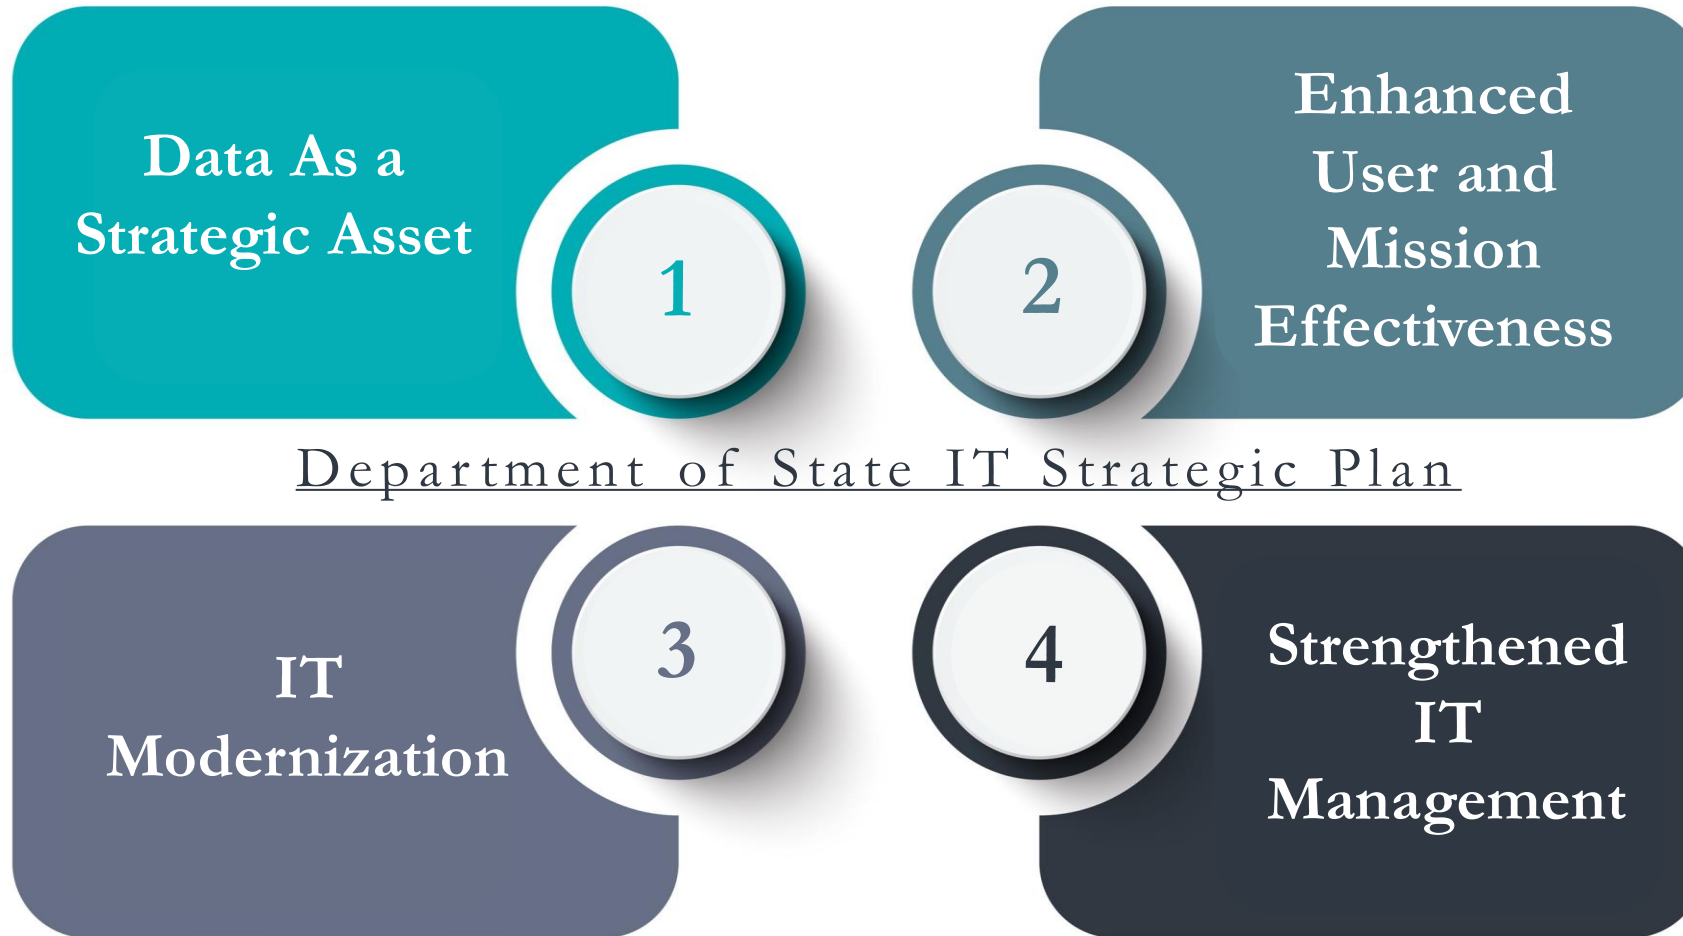 Data As a
Strategic Asset
1
2
Enhanced
User and
Mission
Effectiveness
Department of State IT Strategic Plan
IT
Modernization
3
4
Strengthened
IT
Management